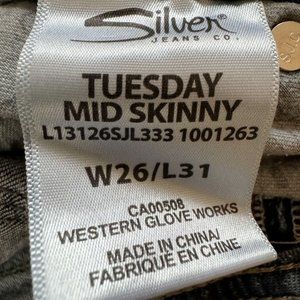 Silver
JEANS CO.
TUESDAY
MID SKINNY
L13126SJL333 1001263
W26/L31
CA00508
WESTERN GLOVE WORKS
MADE IN CHINA/
FABRIQUE EN CHINE